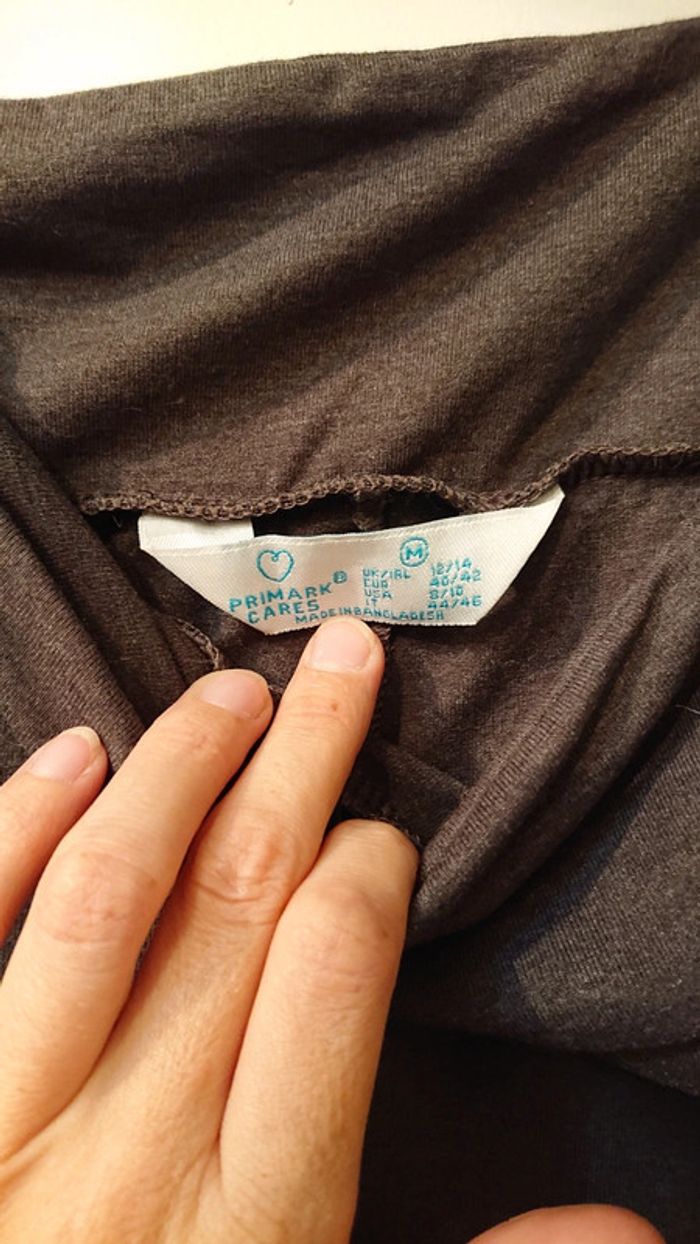 M
PRIMARK®
CARES
UK/IRL 12/14
EUR 40/42
USA 8/10
IT 44/46
MADE IN BANGLADESH